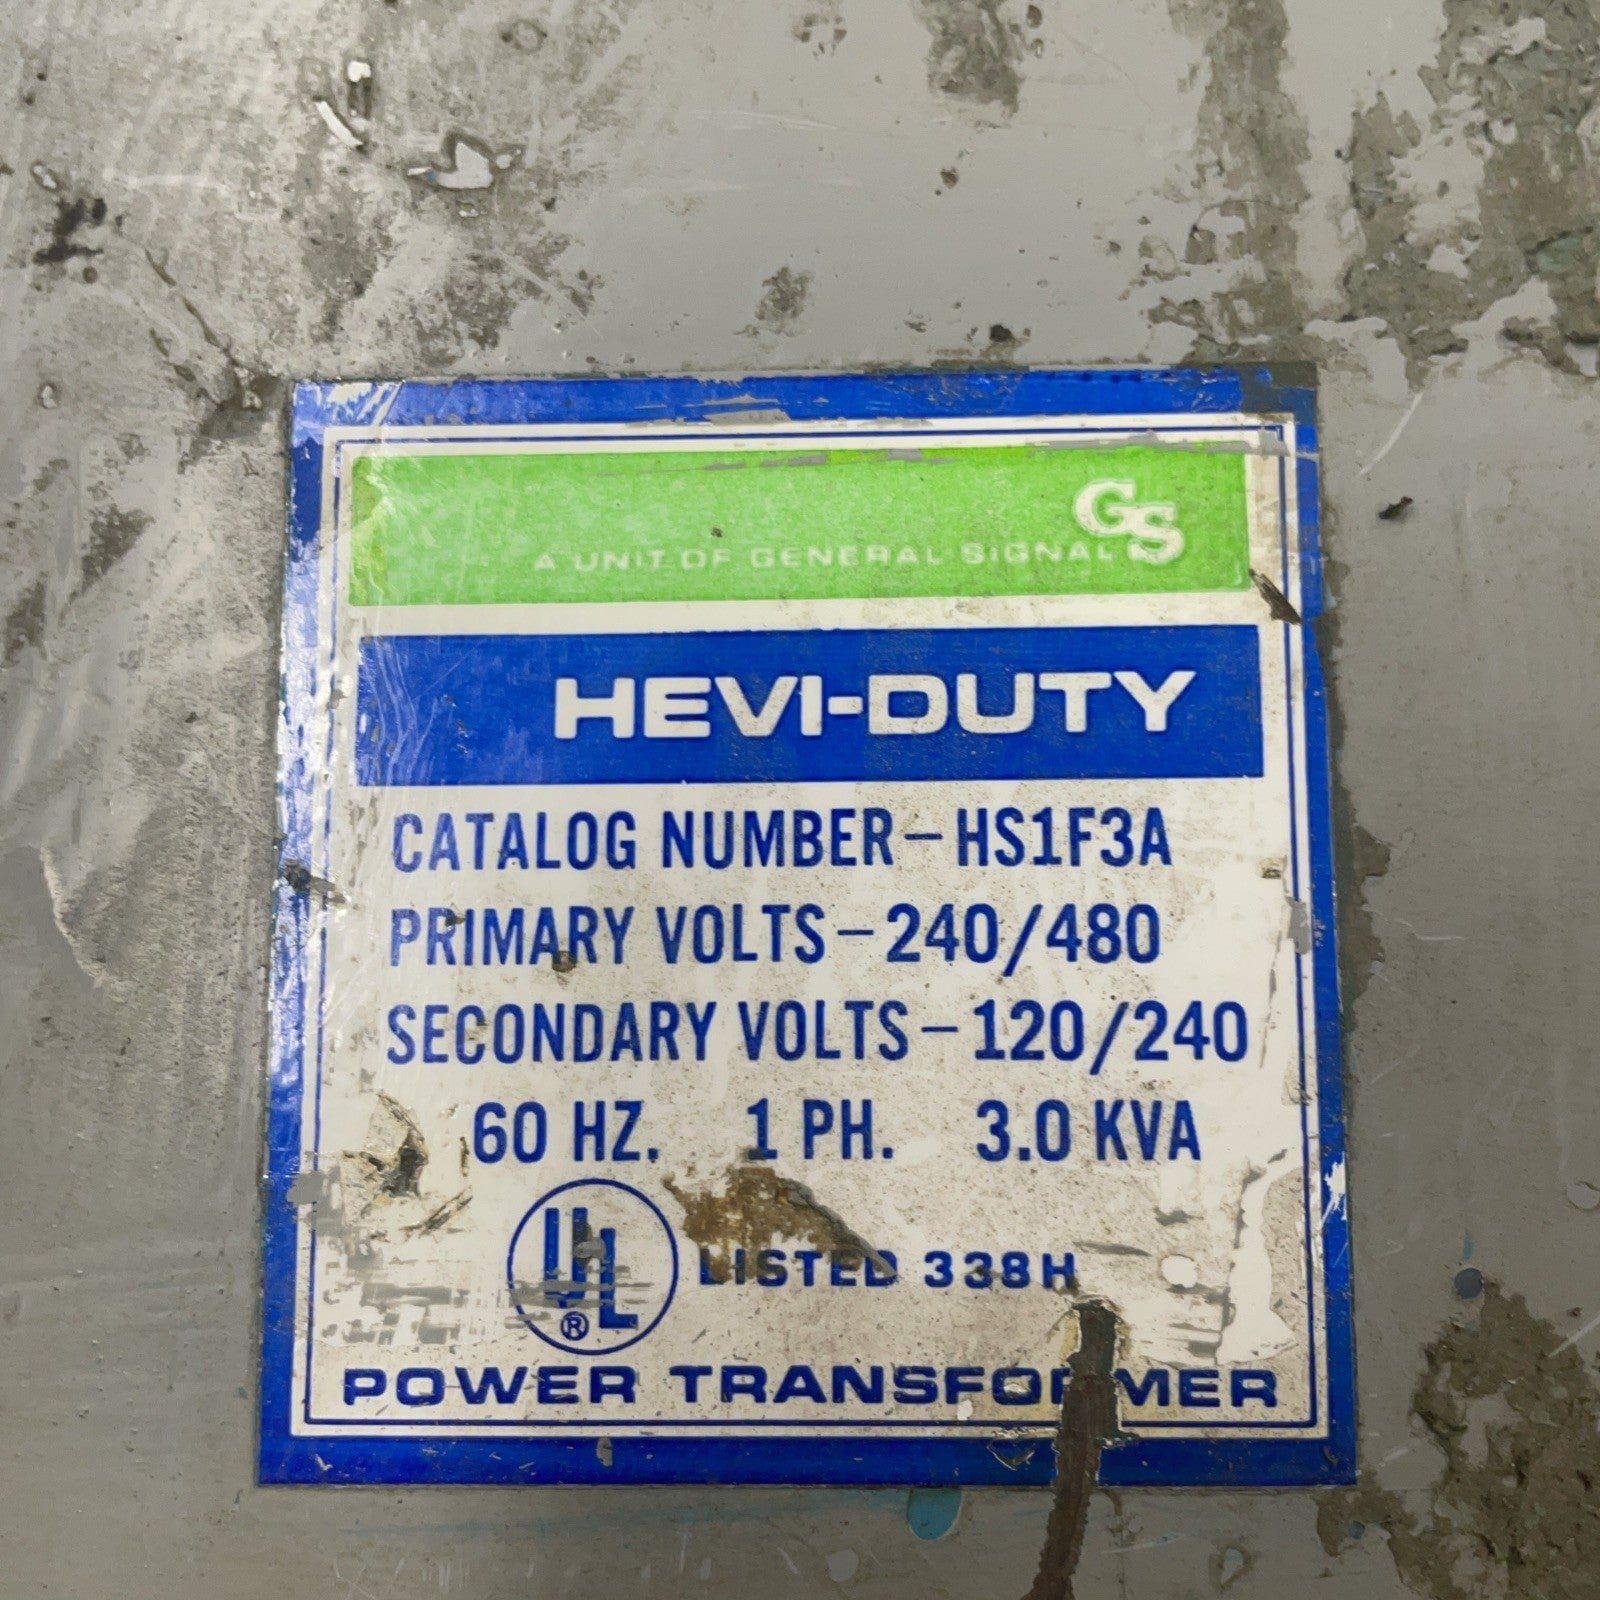 GS
A UNIT OF GENERAL SIGNAL
HEVI-DUTY
CATALOG NUMBER – HS1F3A
PRIMARY VOLTS – 240/480
SECONDARY VOLTS – 120/240
60 HZ. 1 PH. 3.0 KVA
UL ® LISTED 338H
POWER TRANSFORMER